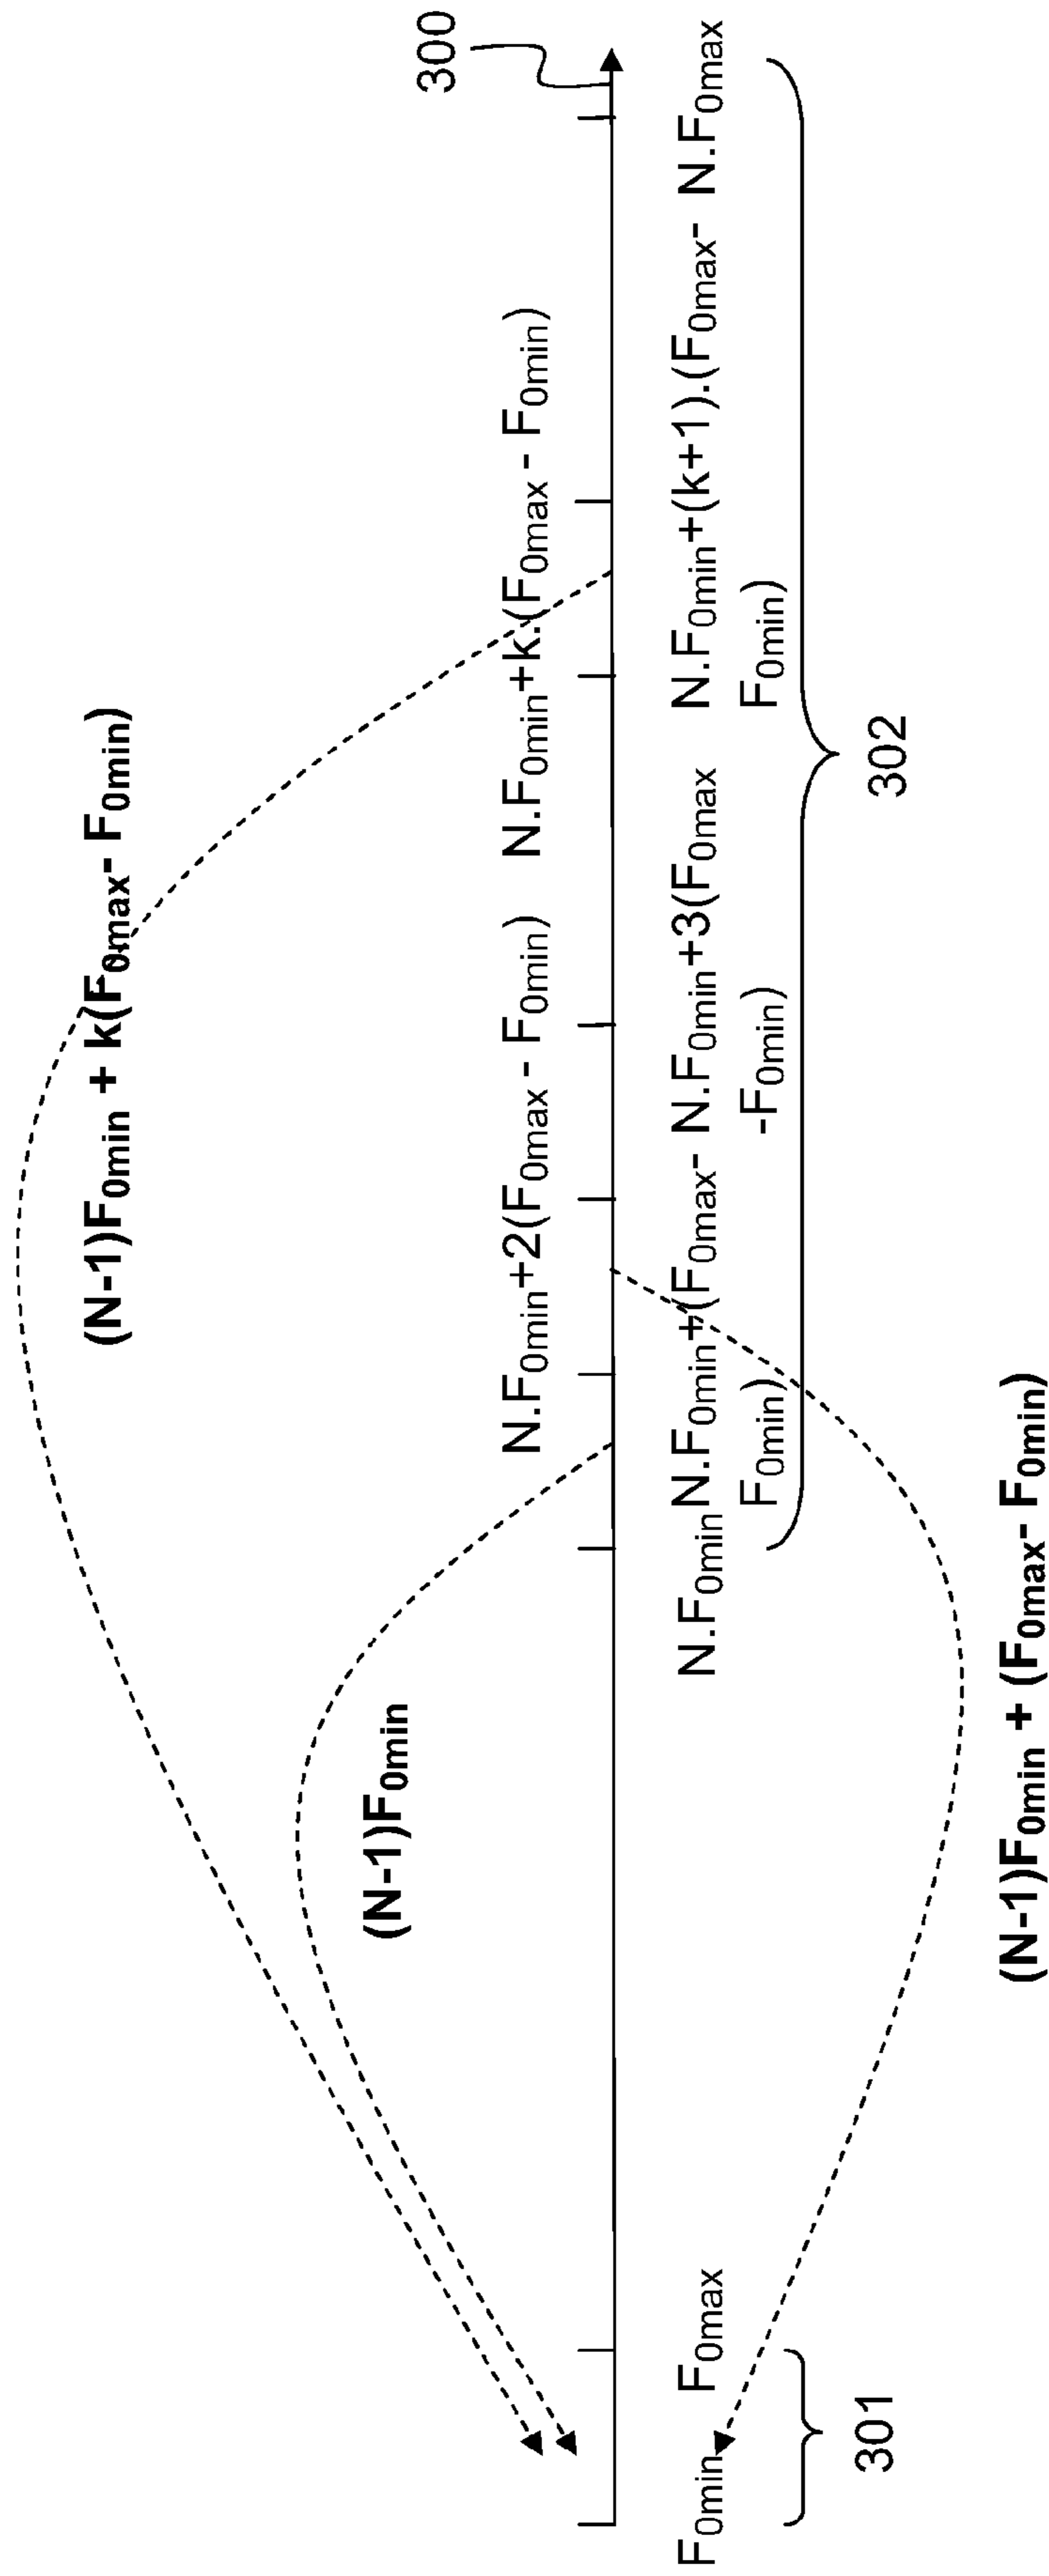 300
(N-1)F0min + k(F0max- F0min)
(N-1)F0min
N.F0min+2(F0max - F0min)
N.F0min+k.(F0max - F0min)
F0min
F0max
N.F0min
N.F0min+(F0max-
F0min)
N.F0min+3(F0max
-F0min)
N.F0min+(k+1).(F0max-
F0min)
N.F0max
301
302
(N-1)F0min + (F0max- F0min)